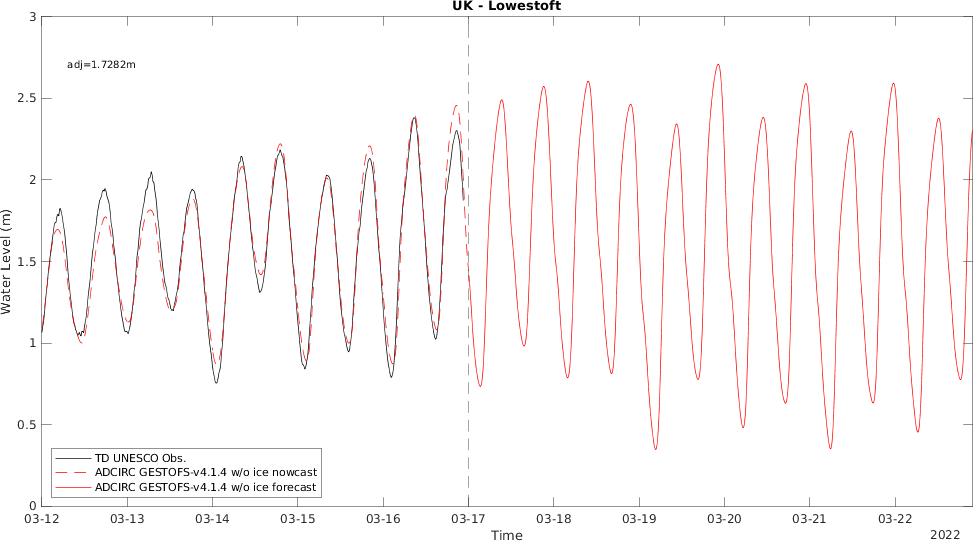 UK - Lowestoft
adj=1.7282m
Water Level (m)
3
2.5
2
1.5
1
0.5
0
TD UNESCO Obs.
ADCIRC GESTOFS-v4.1.4 w/o ice nowcast
ADCIRC GESTOFS-v4.1.4 w/o ice forecast
03-12 03-13 03-14 03-15 03-16 03-17 03-18 03-19 03-20 03-21 03-22
Time
2022